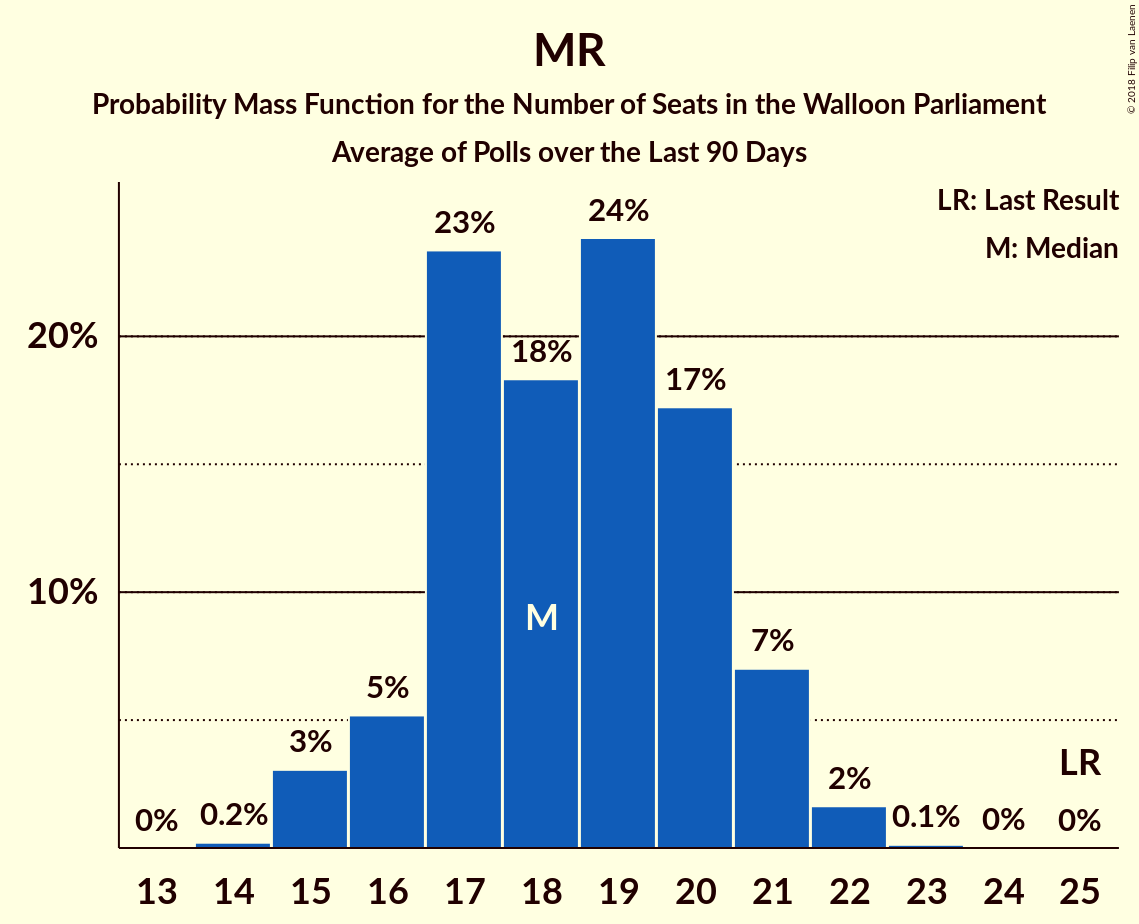 MR
Probability Mass Function for the Number of Seats in the Walloon Parliament
Average of Polls over the Last 90 Days
© 2018 Filip van Laenen
LR: Last Result
M: Median
20%
10%
0%
0.2%
3%
5%
23%
18%
24%
17%
7%
2%
0.1%
0%
0%
M
LR
13 14 15 16 17 18 19 20 21 22 23 24 25